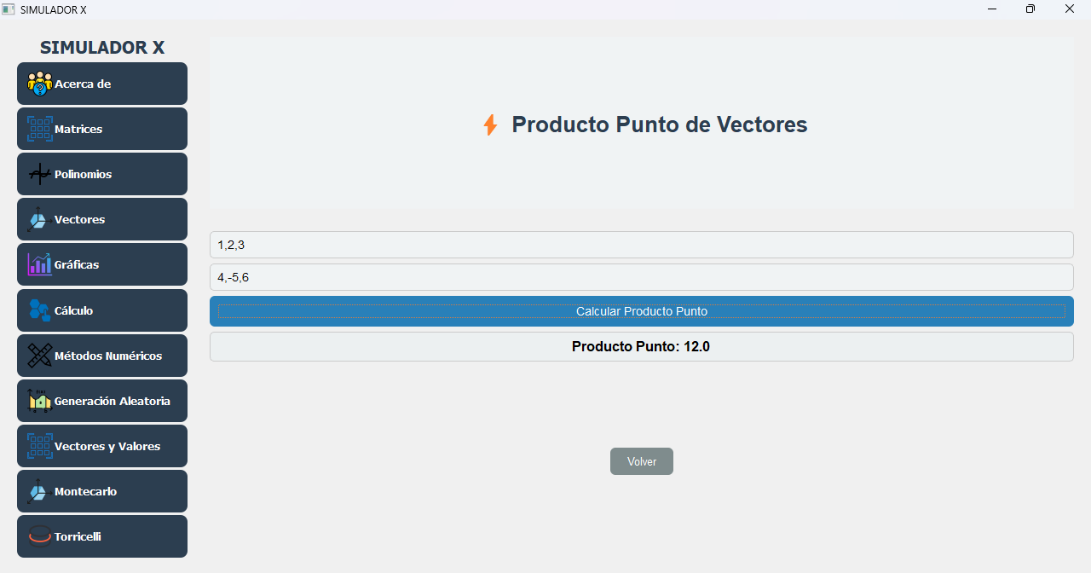 SIMULADOR X
SIMULADOR X
Acerca de
Matrices
Polinomios
Vectores
Gráficas
Cálculo
Métodos Numéricos
Generación Aleatoria
Vectores y Valores
Montecarlo
Torricelli
Producto Punto de Vectores
1,2,3
4,-5,6
Calcular Producto Punto
Producto Punto: 12.0
Volver